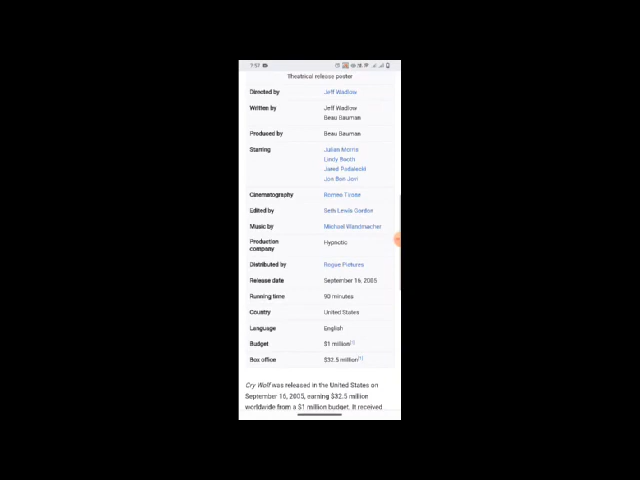 7:57
Theatrical release poster
Directed by Jeff Wadlow
Written by Jeff Wadlow
Beau Bauman
Produced by Beau Bauman
Starring Julian Morris
Lindy Booth
Jared Padalecki
Jon Bon Jovi
Cinematography Romeo Tirone
Edited by Seth Lewis Gordon
Music by Michael Wandmacher
Production
company Hypnotic
Distributed by Rogue Pictures
Release date September 16, 2005
Running time 90 minutes
Country United States
Language English
Budget $1 million[1]
Box office $32.5 million[1]
Cry Wolf was released in the United States on
September 16, 2005, earning $32.5 million
worldwide from a $1 million budget. It received